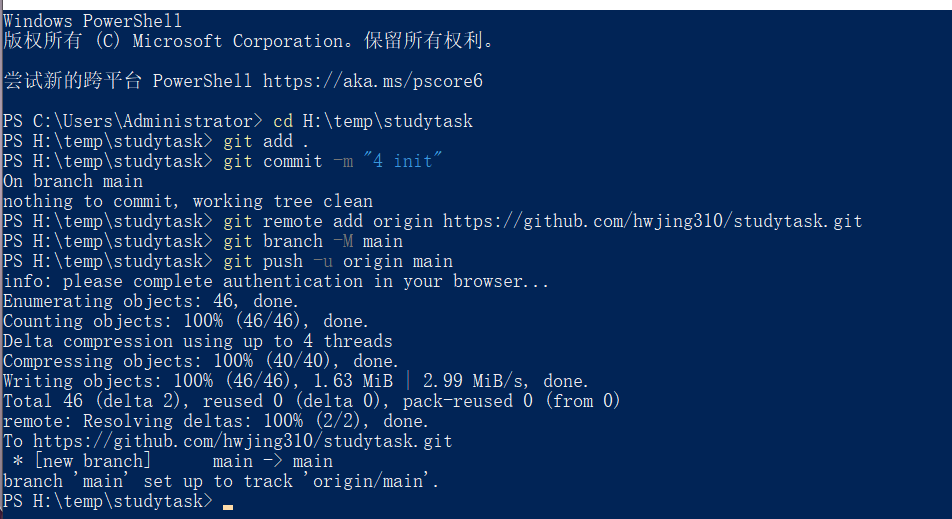 Windows PowerShell
版权所有 (C) Microsoft Corporation。保留所有权利。
尝试新的跨平台 PowerShell https://aka.ms/pscore6
PS C:\Users\Administrator> cd H:\temp\studytask
PS H:\temp\studytask> git add .
PS H:\temp\studytask> git commit -m "4 init"
On branch main
nothing to commit, working tree clean
PS H:\temp\studytask> git remote add origin https://github.com/hwjing310/studytask.git
PS H:\temp\studytask> git branch -M main
PS H:\temp\studytask> git push -u origin main
info: please complete authentication in your browser...
Enumerating objects: 46, done.
Counting objects: 100% (46/46), done.
Delta compression using up to 4 threads
Compressing objects: 100% (40/40), done.
Writing objects: 100% (46/46), 1.63 MiB | 2.99 MiB/s, done.
Total 46 (delta 2), reused 0 (delta 0), pack-reused 0 (from 0)
remote: Resolving deltas: 100% (2/2), done.
To https://github.com/hwjing310/studytask.git
 * [new branch]      main -> main
branch 'main' set up to track 'origin/main'.
PS H:\temp\studytask>